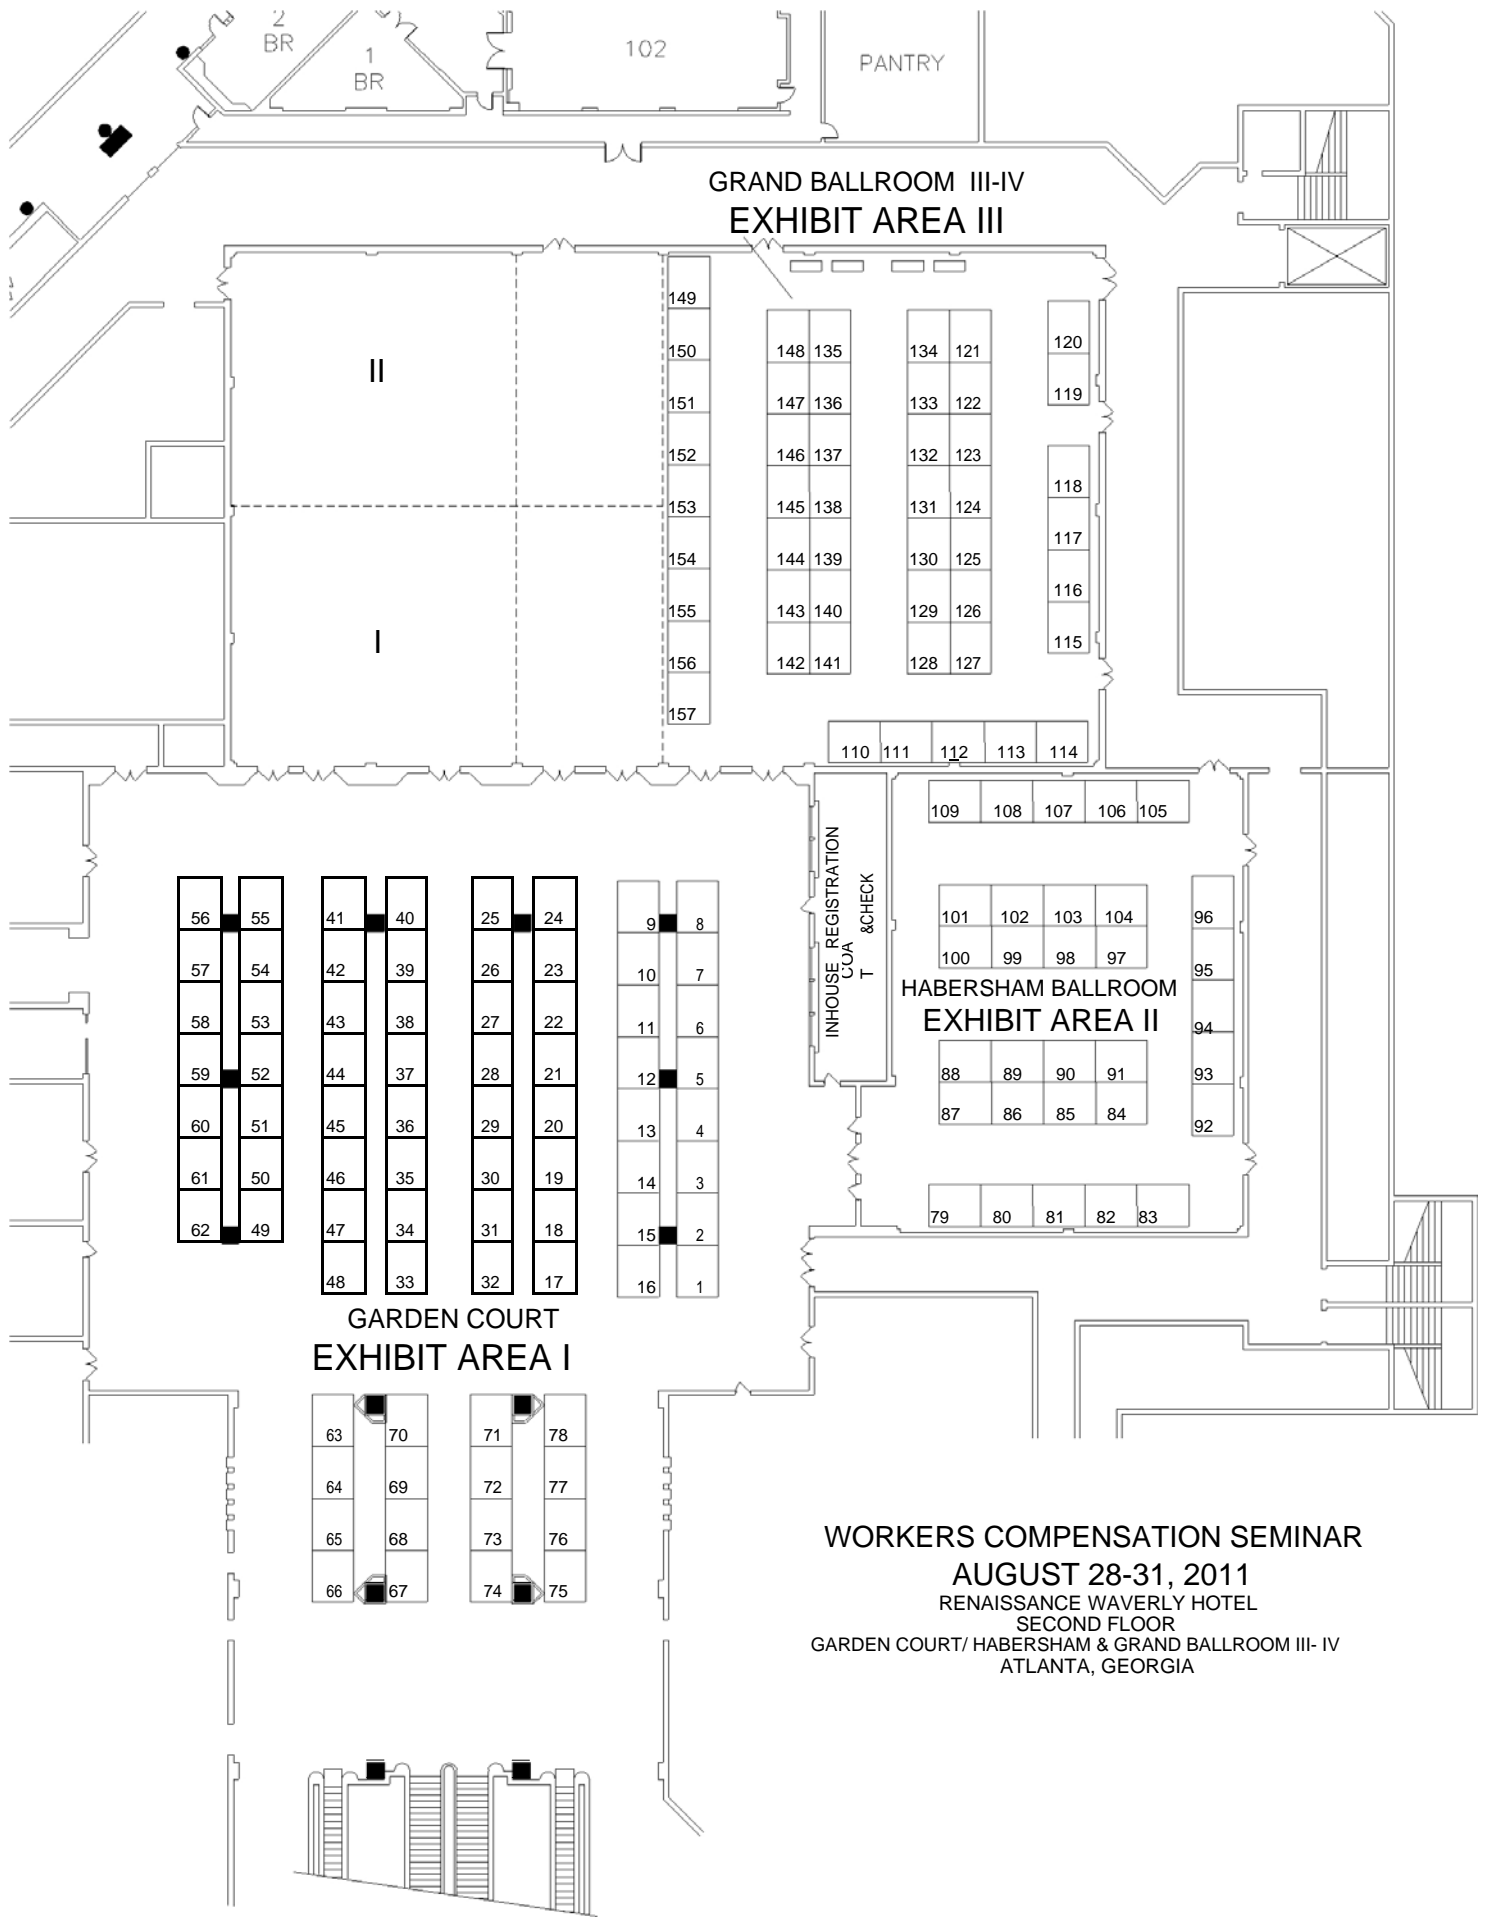 2
BR
1
BR
102
PANTRY
GRAND BALLROOM III-IV
EXHIBIT AREA III
149
150
148 135
134 121
120
II
151
147 136
133 122
119
152
146 137
132 123
118
153
145 138
131 124
117
154
144 139
130 125
116
155
143 140
129 126
115
I
156
142 141
128 127
157
110 111 112 113 114
109 108 107 106 105
INHOUSE REGISTRATION
COA &CHECK
T
101 102 103 104
100 99 98 97
96
95
94
93
92
HABERSHAM BALLROOM
EXHIBIT AREA II
88 89 90 91
87 86 85 84
79 80 81 82 83
56 55 41 40 25 24 9 8
57 54 42 39 26 23 10 7
58 53 43 38 27 22 11 6
59 52 44 37 28 21 12 5
60 51 45 36 29 20 13 4
61 50 46 35 30 19 14 3
62 49 47 34 31 18 15 2
48 33 32 17 16 1
GARDEN COURT
EXHIBIT AREA I
63 70 71 78
64 69 72 77
65 68 73 76
66 67 74 75
WORKERS COMPENSATION SEMINAR
AUGUST 28-31, 2011
RENAISSANCE WAVERLY HOTEL
SECOND FLOOR
GARDEN COURT/ HABERSHAM & GRAND BALLROOM III- IV
ATLANTA, GEORGIA